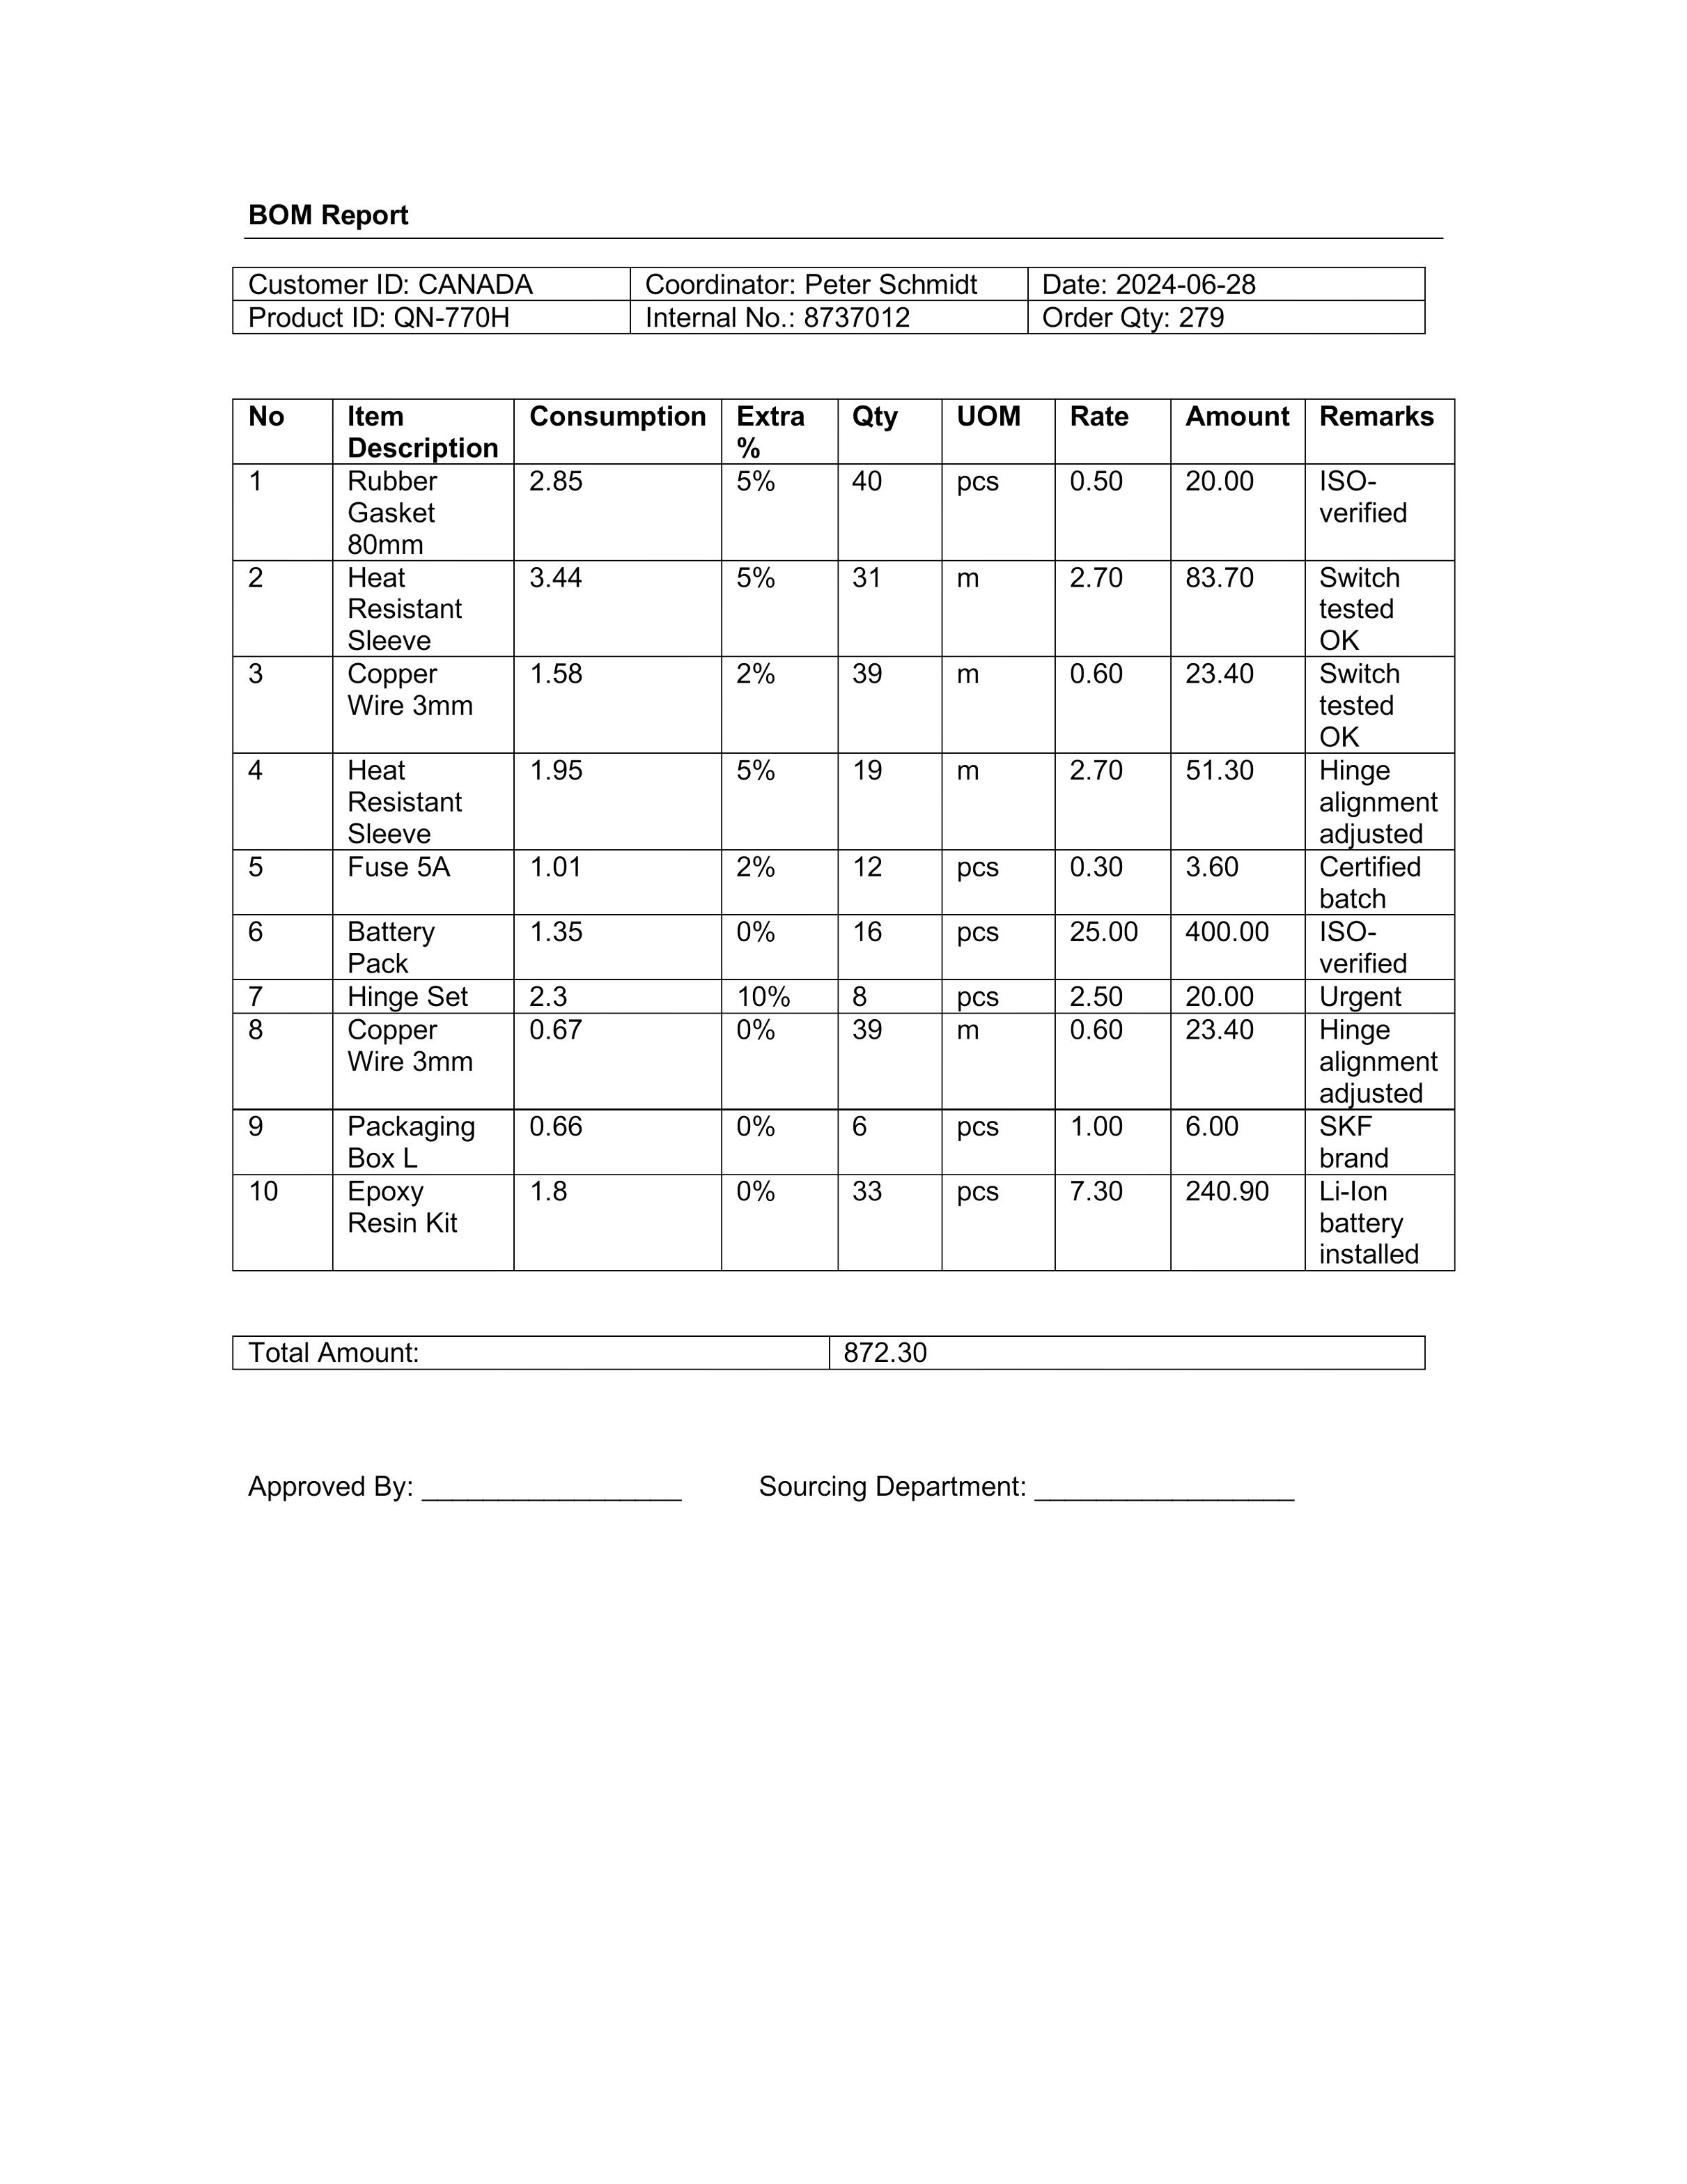 BOM Report
Customer ID: CANADA Coordinator: Peter Schmidt Date: 2024-06-28
Product ID: QN-770H Internal No.: 8737012 Order Qty: 279
No Item Description Consumption Extra % Qty UOM Rate Amount Remarks
1 Rubber Gasket 80mm 2.85 5% 40 pcs 0.50 20.00 ISO-verified
2 Heat Resistant Sleeve 3.44 5% 31 m 2.70 83.70 Switch tested OK
3 Copper Wire 3mm 1.58 2% 39 m 0.60 23.40 Switch tested OK
4 Heat Resistant Sleeve 1.95 5% 19 m 2.70 51.30 Hinge alignment adjusted
5 Fuse 5A 1.01 2% 12 pcs 0.30 3.60 Certified batch
6 Battery Pack 1.35 0% 16 pcs 25.00 400.00 ISO-verified
7 Hinge Set 2.3 10% 8 pcs 2.50 20.00 Urgent
8 Copper Wire 3mm 0.67 0% 39 m 0.60 23.40 Hinge alignment adjusted
9 Packaging Box L 0.66 0% 6 pcs 1.00 6.00 SKF brand
10 Epoxy Resin Kit 1.8 0% 33 pcs 7.30 240.90 Li-Ion battery installed
Total Amount: 872.30
Approved By: _________________ Sourcing Department: _________________